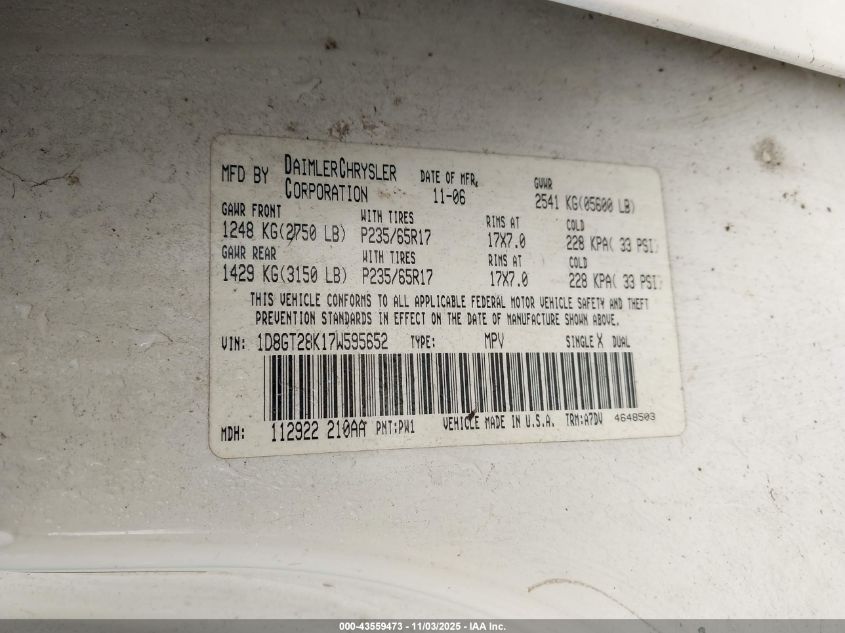 MFD BY DAIMLERCHRYSLER CORPORATION DATE OF MFR. 11-06 GVWR 2541 KG(05600 LB)
GAWR FRONT WITH TIRES RIMS AT COLD
1248 KG(2750 LB) P235/65R17 17X7.0 228 KPA( 33 PSI)
GAWR REAR WITH TIRES RIMS AT COLD
1429 KG(3150 LB) P235/65R17 17X7.0 228 KPA( 33 PSI)
THIS VEHICLE CONFORMS TO ALL APPLICABLE FEDERAL MOTOR VEHICLE SAFETY AND THEFT
PREVENTION STANDARDS IN EFFECT ON THE DATE OF MANUFACTURE SHOWN ABOVE.
VIN: 1D8GT28K17W595652 TYPE: MPV SINGLE X DUAL
MDH: 112922 210AA PNT:PW1 VEHICLE MADE IN U.S.A. TRM:A7DV 4648503
000-43559473 - 11/03/2025 - IAA Inc.